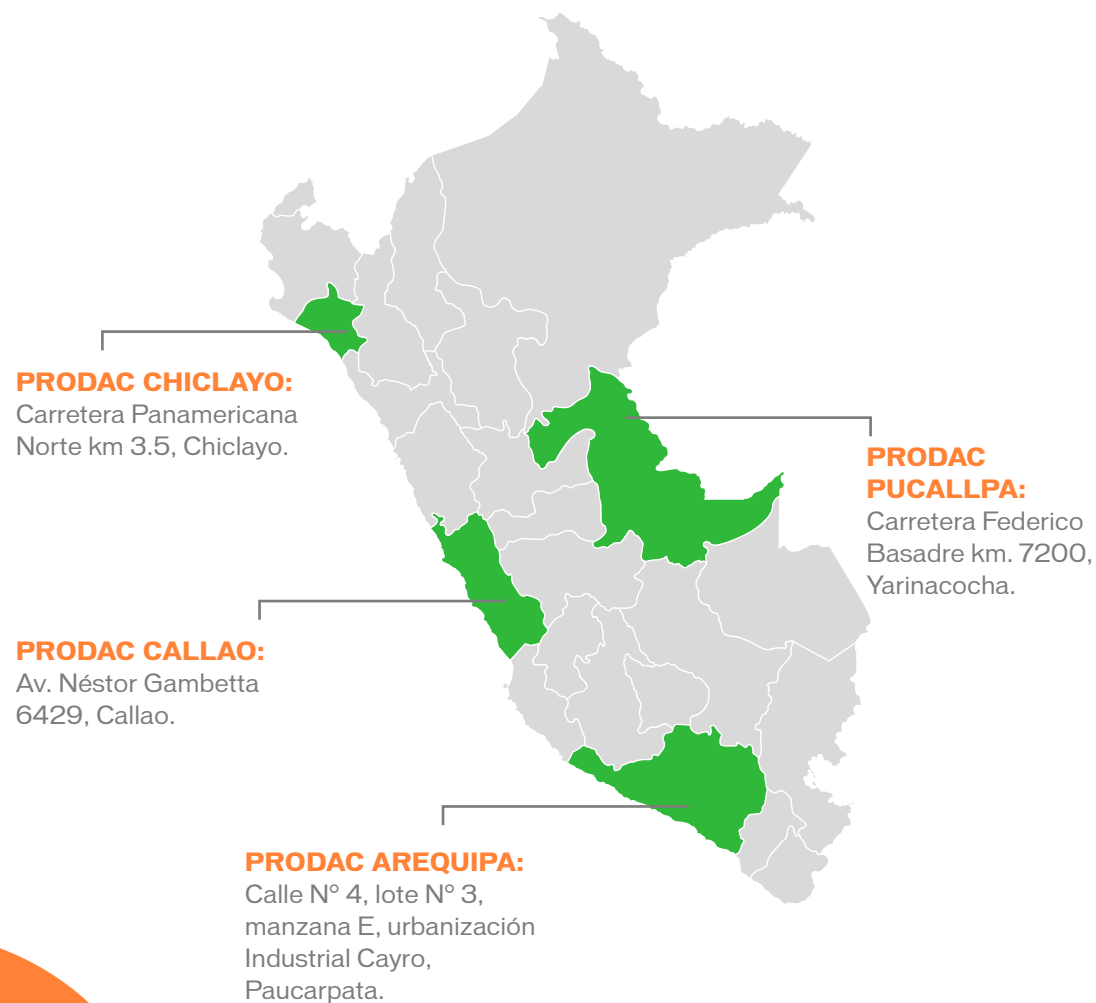 PRODAC CHICLAYO:
Carretera Panamericana
Norte km 3.5, Chiclayo.
PRODAC
PUCALLPA:
Carretera Federico
Basadre km. 7200,
Yarinacocha.
PRODAC CALLAO:
Av. Néstor Gambetta
6429, Callao.
PRODAC AREQUIPA:
Calle N° 4, lote N° 3,
manzana E, urbanización
Industrial Cayro,
Paucarpata.